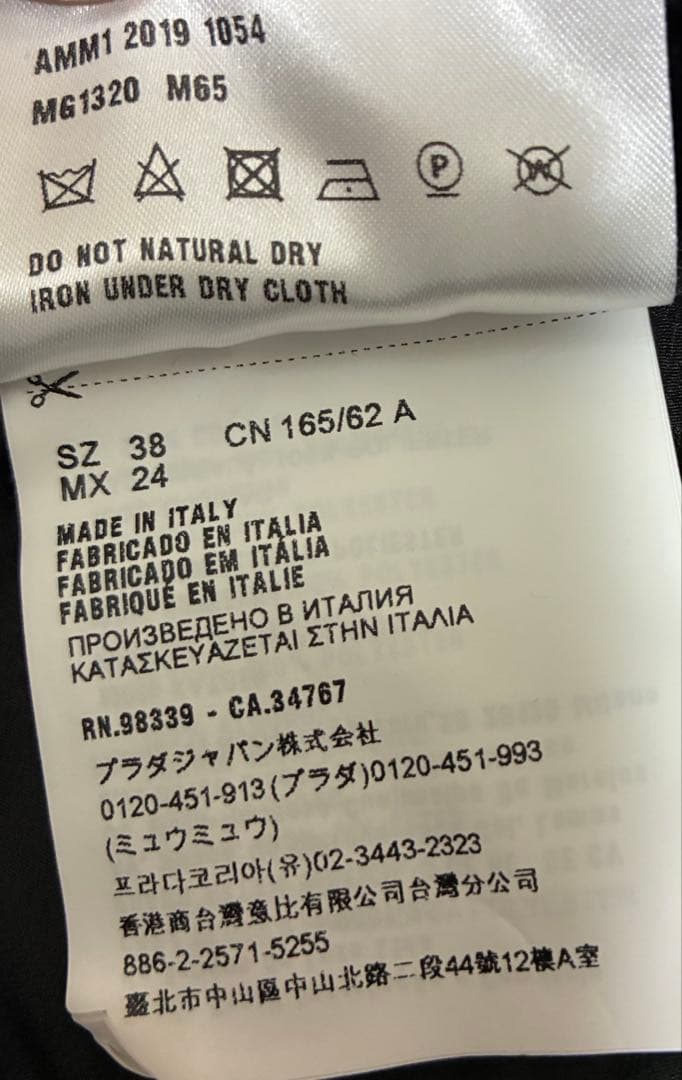 AMM1 2019 1054
MG1320 M65
P W
DO NOT NATURAL DRY
IRON UNDER DRY CLOTH
SZ 38 CN 165/62 A
MX 24
MADE IN ITALY
FABRICADO EN ITALIA
FABRICADO EM ITÁLIA
FABRIQUÉ EN ITALIE
ПРОИЗВЕДЕНО В ИТАЛИЯ
ΚΑΤΑΣΚΕΥΑΖΕΤΑΙ ΣΤΗΝ ΙΤΑΛΙΑ
RN.98339 - CA.34767
プラダジャパン株式会社
0120-451-913(プラダ)0120-451-993
(ミュウミュウ)
프라다코리아(유)02-3443-2323
香港商台灣意比有限公司台灣分公司
886-2-2571-5255
臺北市中山區中山北路二段44號12樓A室